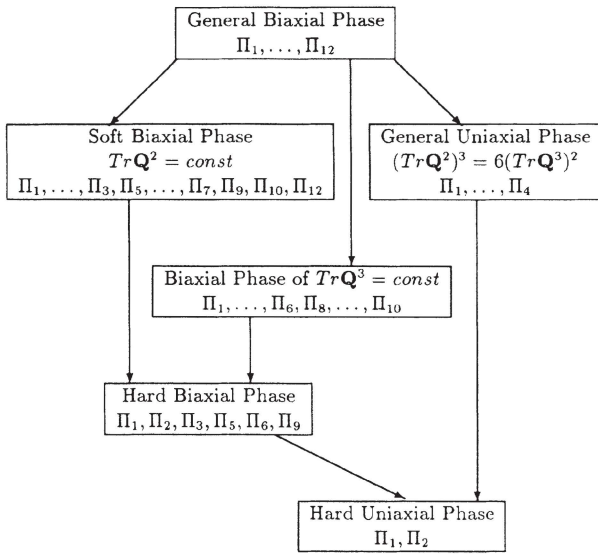 General Biaxial Phase
Π₁, . . . , Π₁₂
Soft Biaxial Phase
TrQ² = const
Π₁, . . . , Π₃, Π₅, . . . , Π₇, Π₉, Π₁₀, Π₁₂
General Uniaxial Phase
(TrQ²)³ = 6(TrQ³)²
Π₁, . . . , Π₄
Biaxial Phase of TrQ³ = const
Π₁, . . . , Π₆, Π₈, . . . , Π₁₀
Hard Biaxial Phase
Π₁, Π₂, Π₃, Π₅, Π₆, Π₉
Hard Uniaxial Phase
Π₁, Π₂